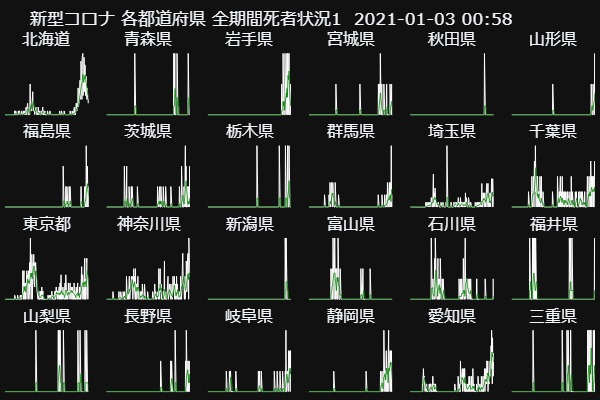 新型コロナ 各都道府県 全期間死者状況1 2021-01-03 00:58
北海道 青森県 岩手県 宮城県 秋田県 山形県
福島県 茨城県 栃木県 群馬県 埼玉県 千葉県
東京都 神奈川県 新潟県 富山県 石川県 福井県
山梨県 長野県 岐阜県 静岡県 愛知県 三重県